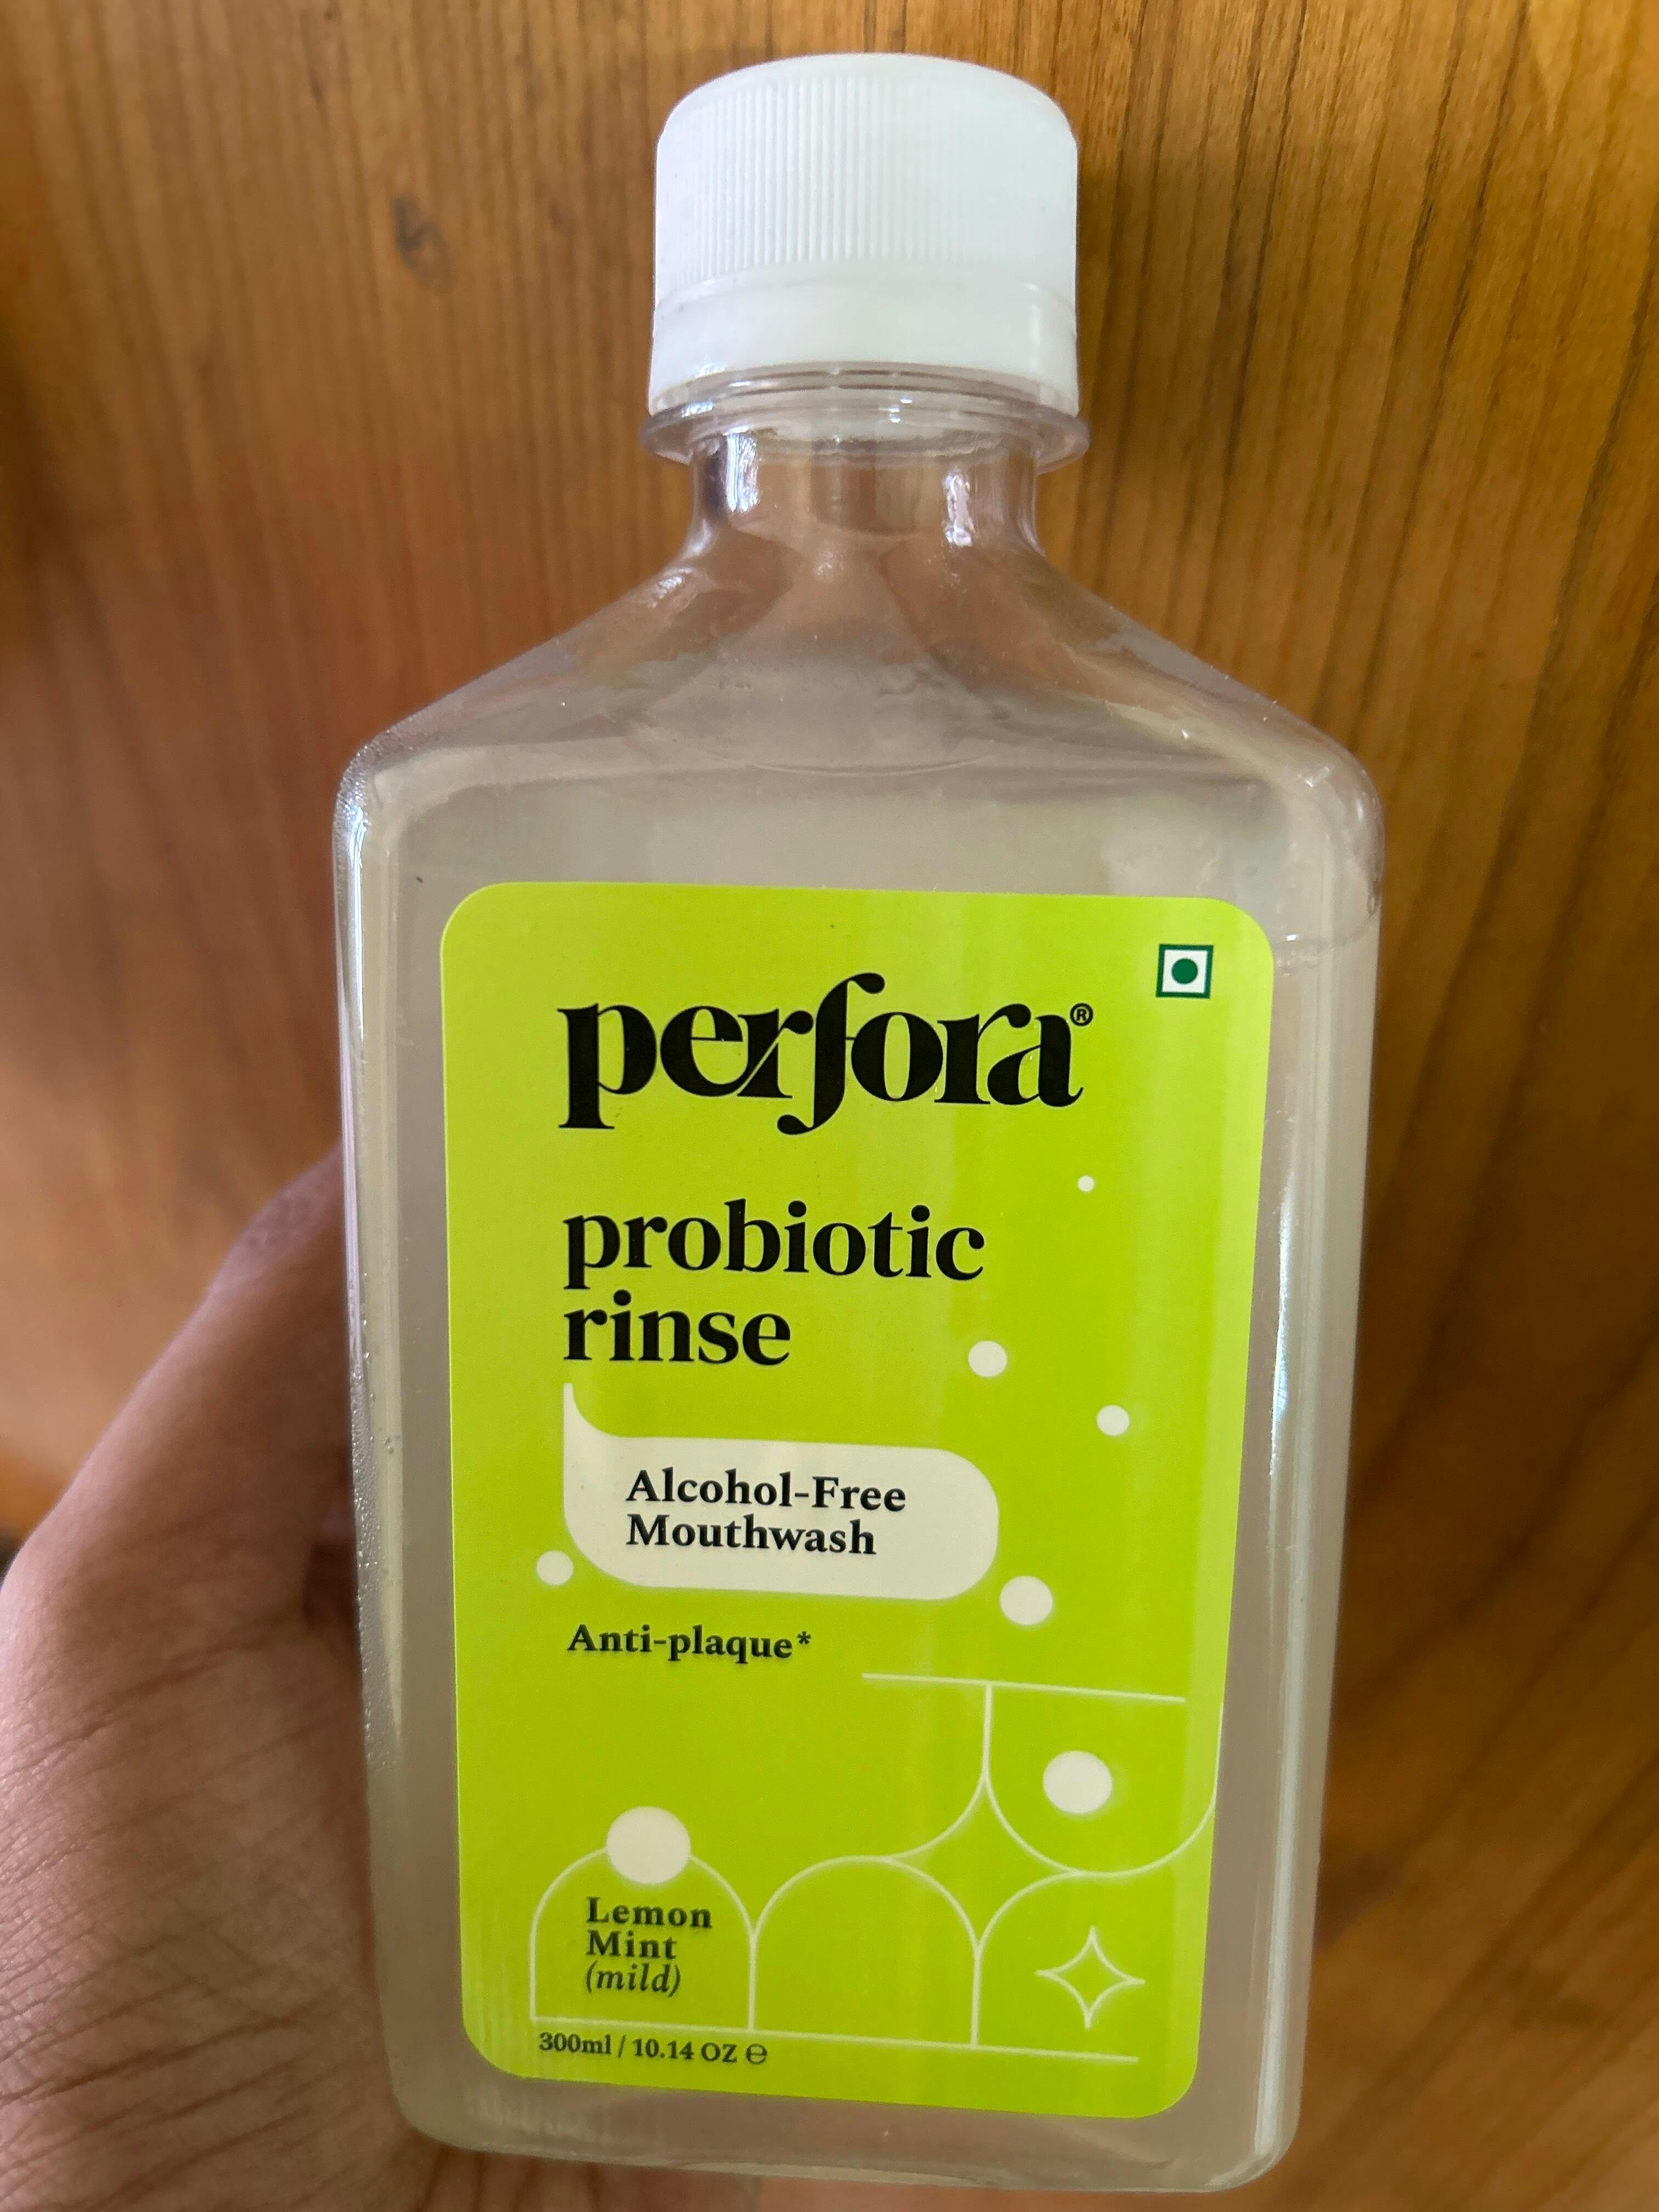 perfora®
probiotic
rinse
Alcohol-Free
Mouthwash
Anti-plaque*
Lemon
Mint
(mild)
300ml / 10.14 OZ ℮